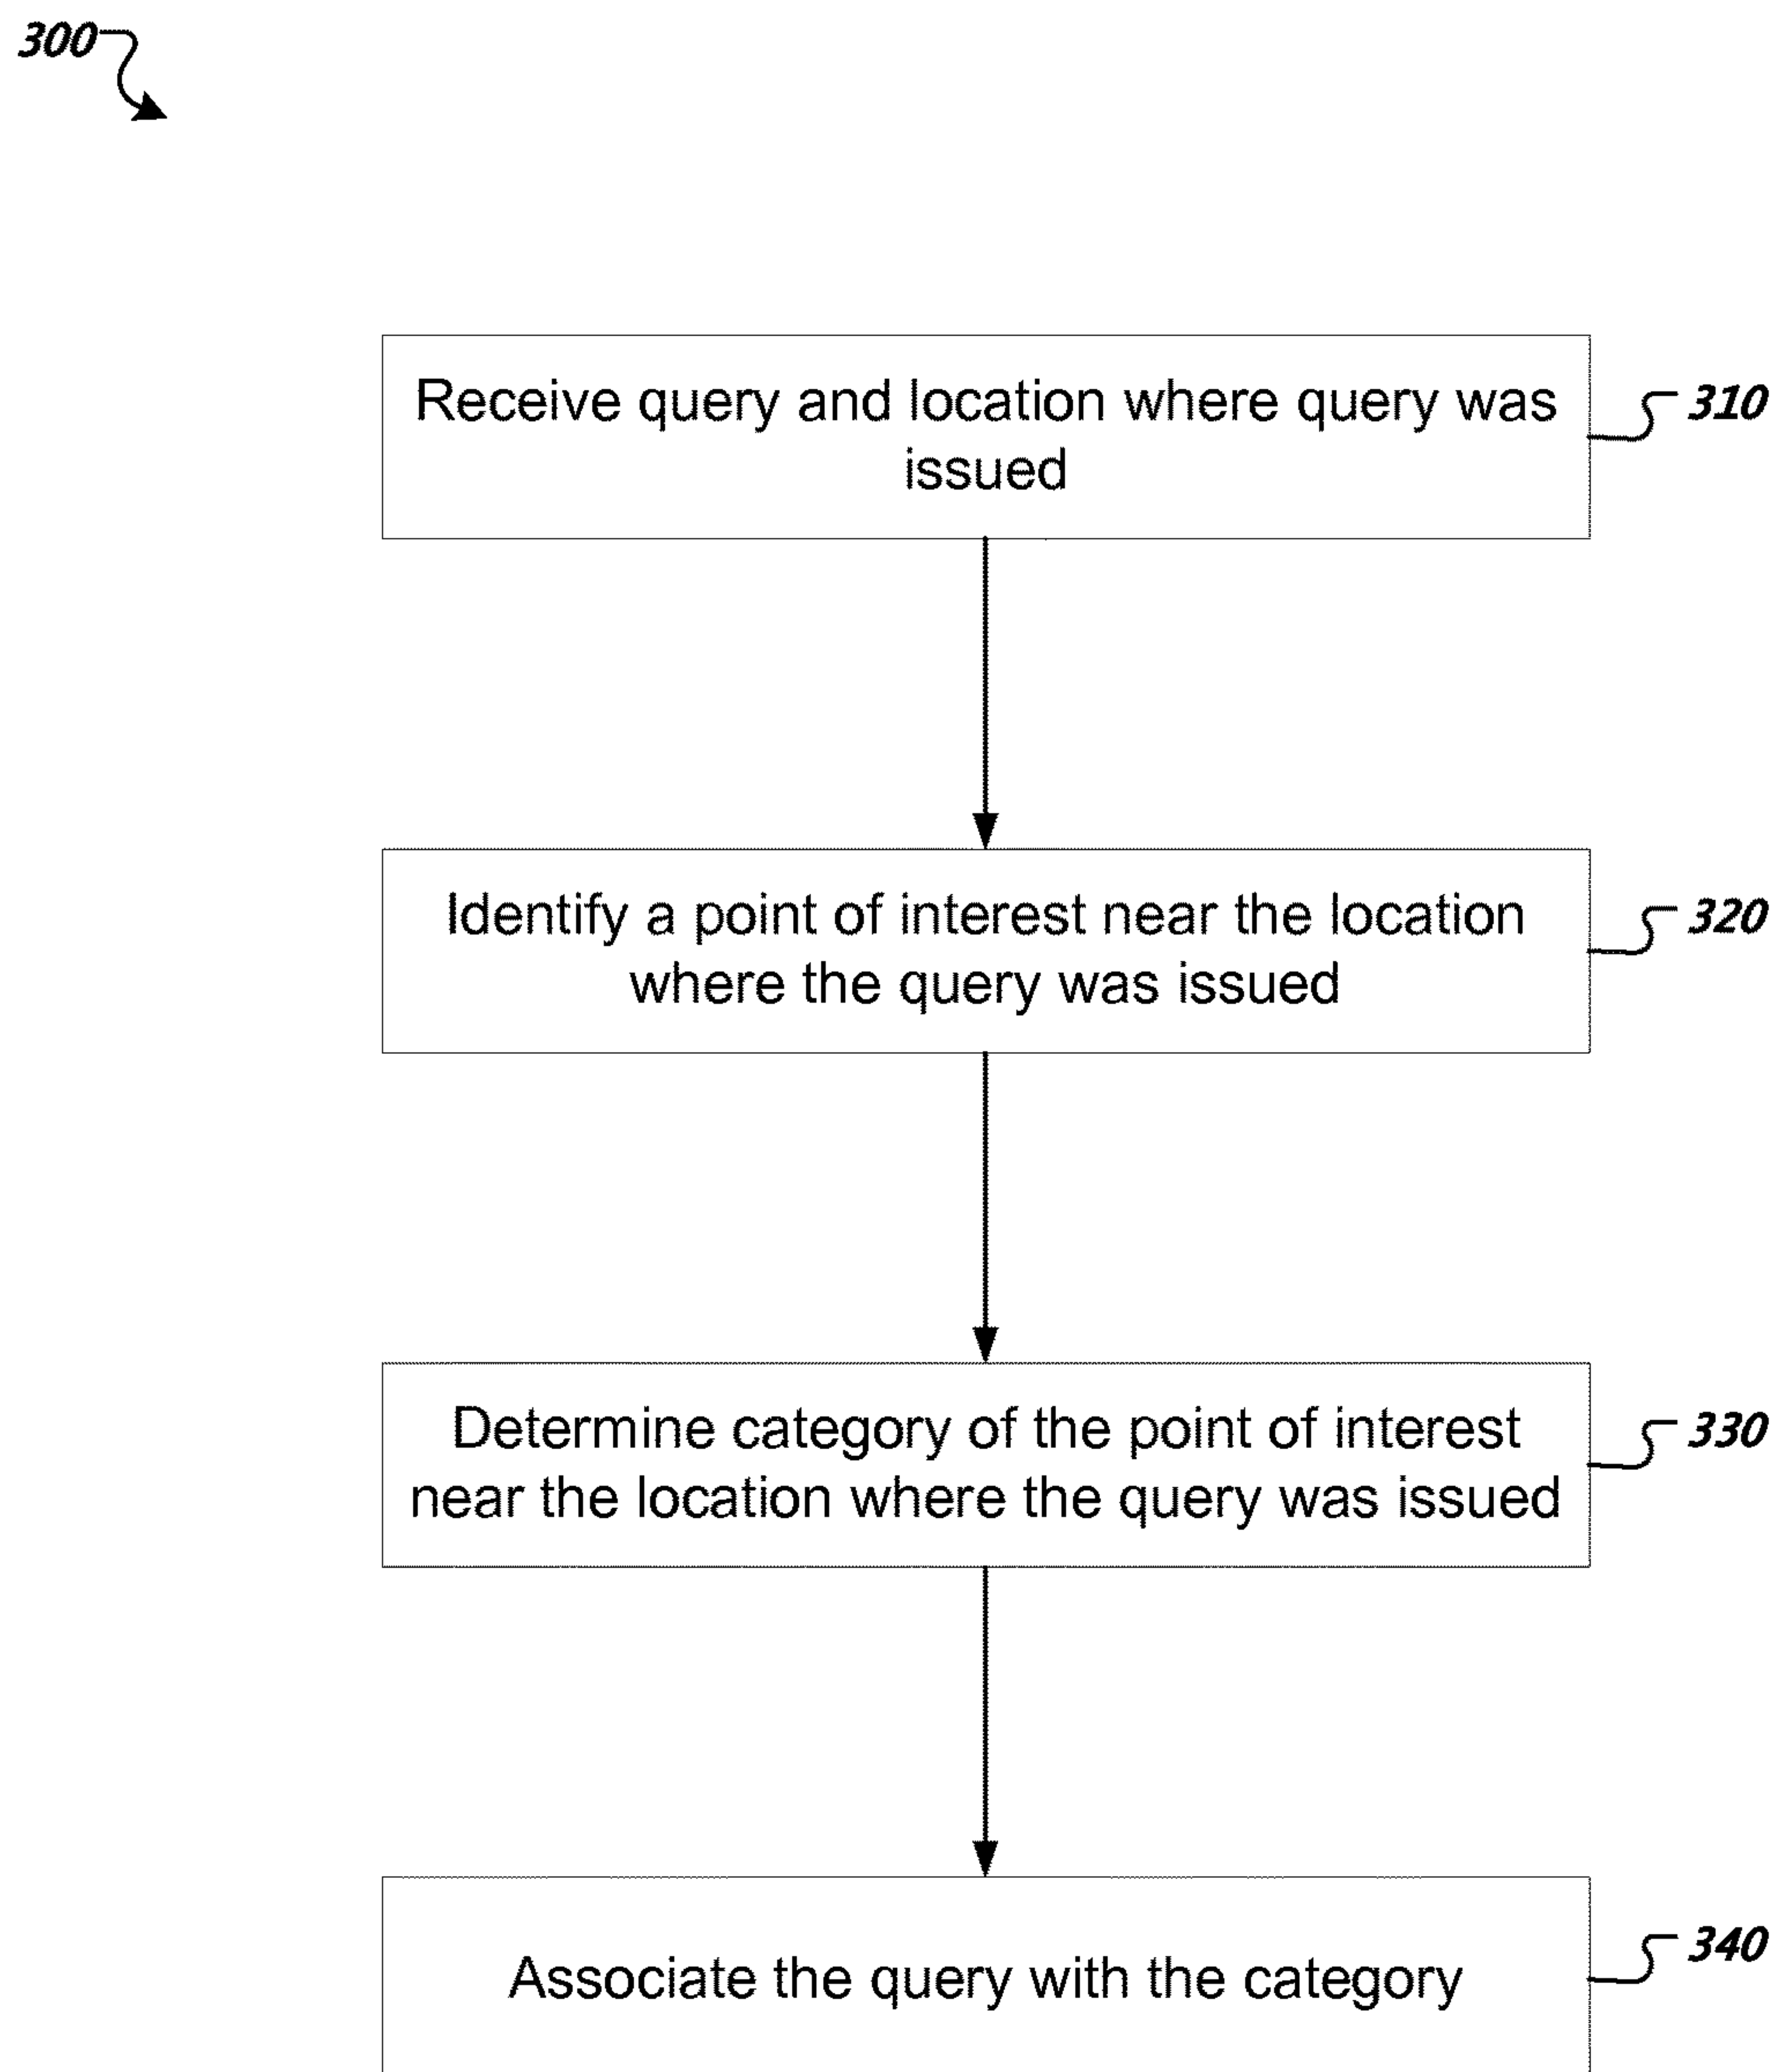 300
Receive query and location where query was
issued
310
Identify a point of interest near the location
where the query was issued
320
Determine category of the point of interest
near the location where the query was issued
330
Associate the query with the category
340